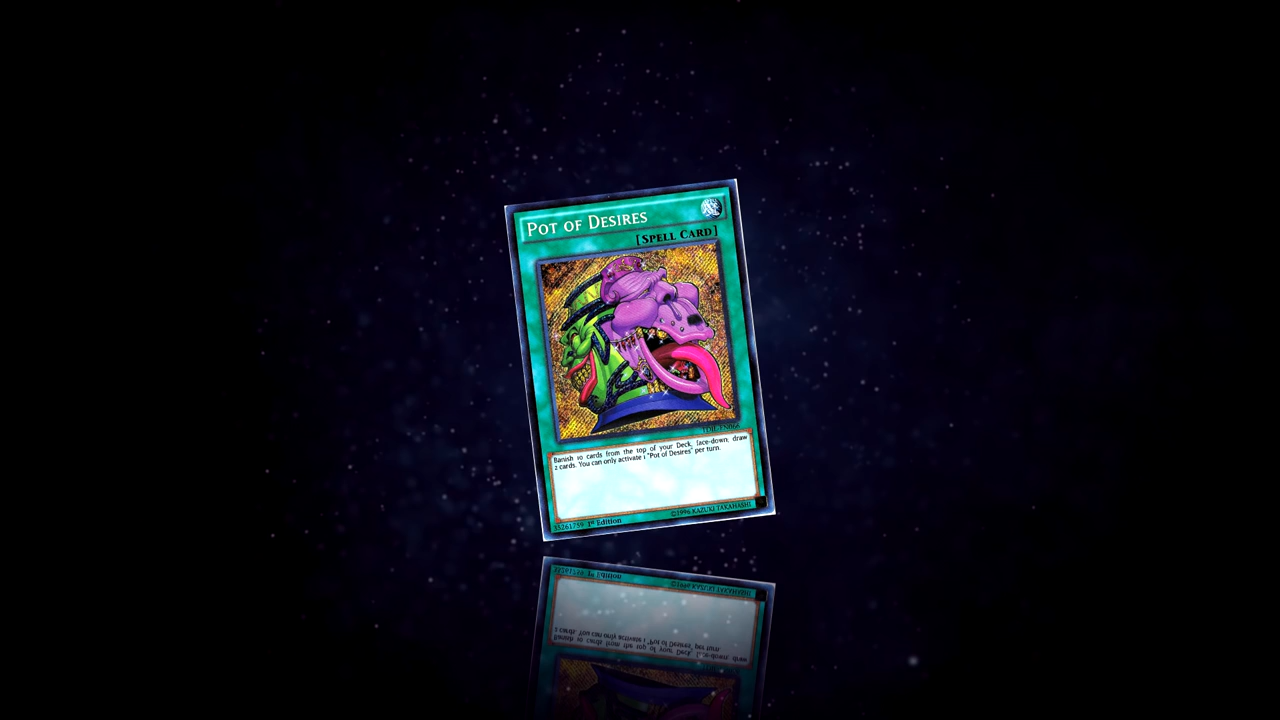 POT OF DESIRES
[SPELL CARD]
TDIL-EN066
Banish 10 cards from the top of your Deck, face-down; draw
2 cards. You can only activate 1 "Pot of Desires" per turn.
35261759 1st Edition
©1996 KAZUKI TAKAHASHI